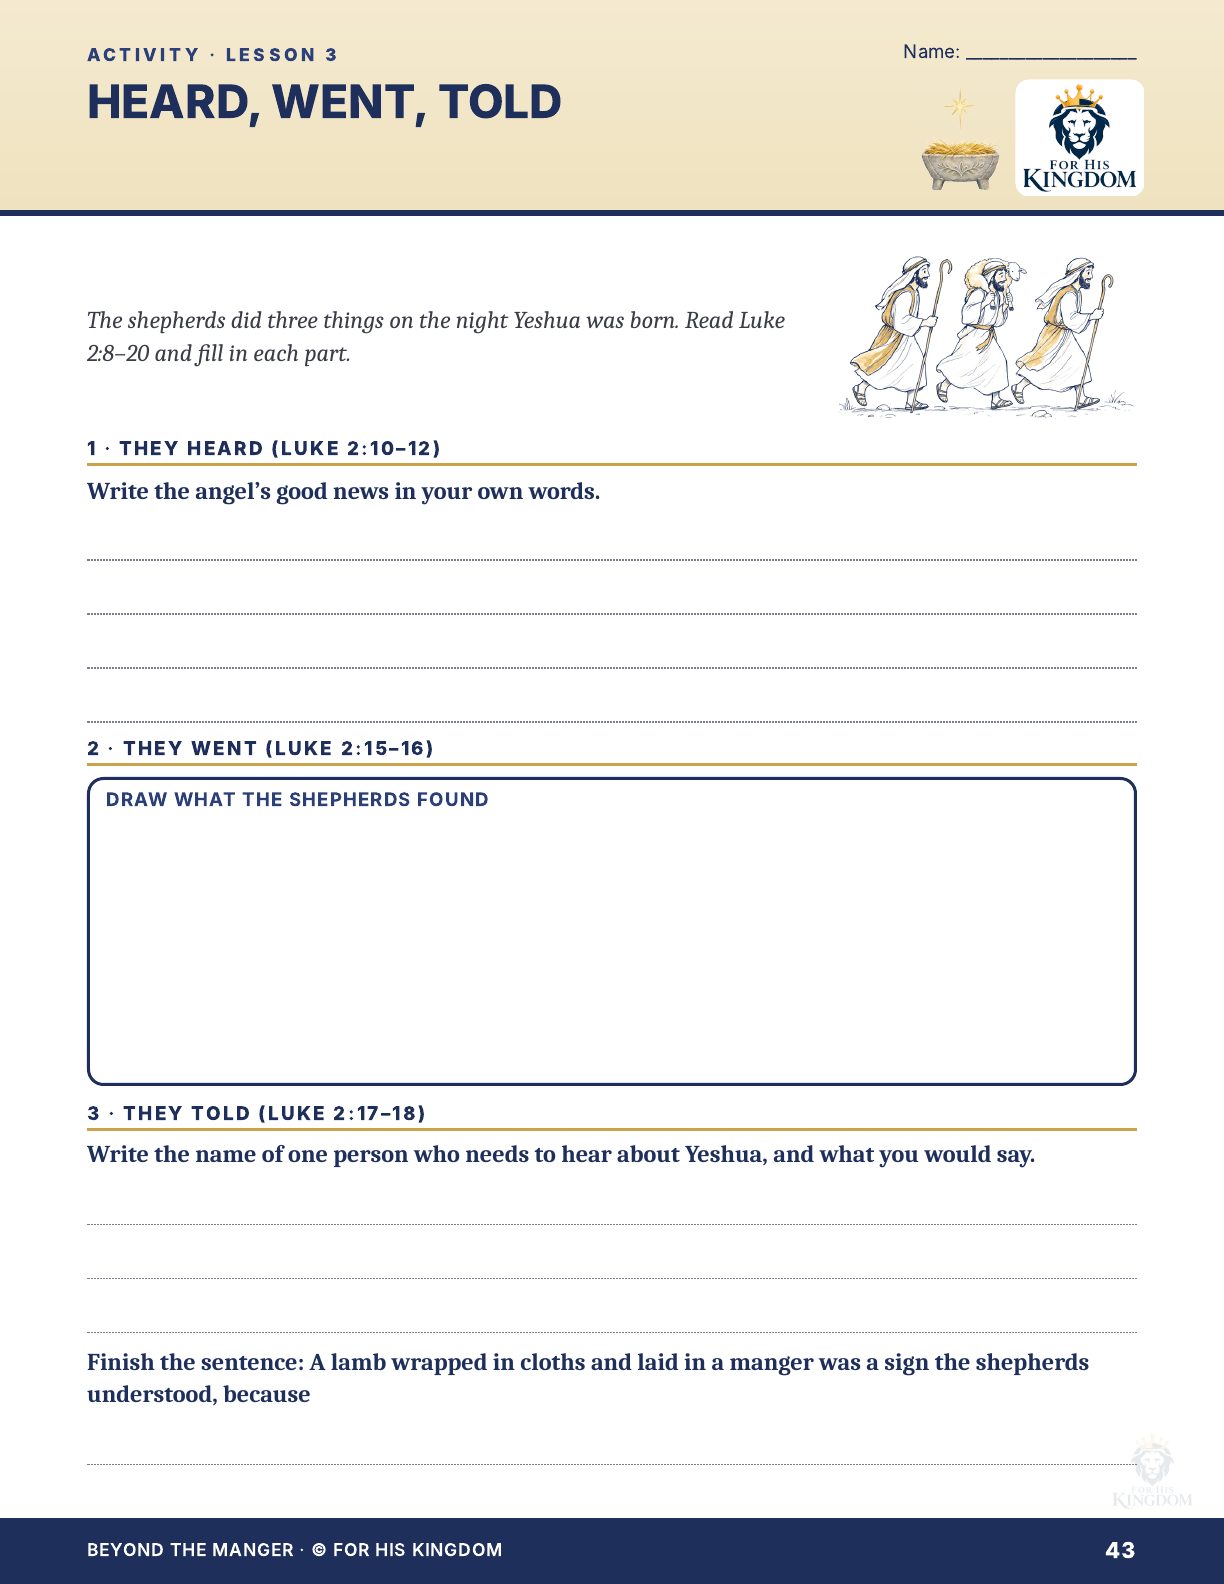 ACTIVITY · LESSON 3
HEARD, WENT, TOLD
Name: ___________________
FOR HIS
KINGDOM
The shepherds did three things on the night Yeshua was born. Read Luke
2:8–20 and fill in each part.
1 · THEY HEARD (LUKE 2:10–12)
Write the angel’s good news in your own words.
2 · THEY WENT (LUKE 2:15–16)
DRAW WHAT THE SHEPHERDS FOUND
3 · THEY TOLD (LUKE 2:17–18)
Write the name of one person who needs to hear about Yeshua, and what you would say.
Finish the sentence: A lamb wrapped in cloths and laid in a manger was a sign the shepherds
understood, because
FOR HIS
KINGDOM
BEYOND THE MANGER · © FOR HIS KINGDOM
43